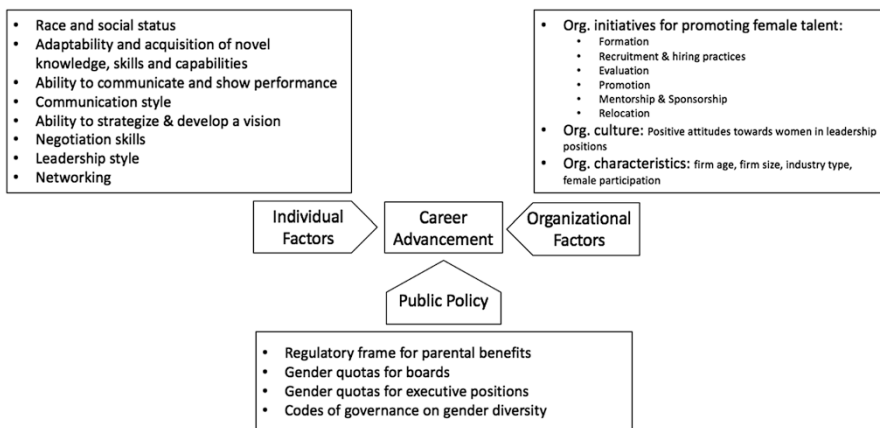 • Race and social status
• Adaptability and acquisition of novel
knowledge, skills and capabilities
• Ability to communicate and show performance
• Communication style
• Ability to strategize & develop a vision
• Negotiation skills
• Leadership style
• Networking
• Org. initiatives for promoting female talent:
• Formation
• Recruitment & hiring practices
• Evaluation
• Promotion
• Mentorship & Sponsorship
• Relocation
• Org. culture: Positive attitudes towards women in leadership
positions
• Org. characteristics: firm age, firm size, industry type,
female participation
Individual
Factors
Career
Advancement
Organizational
Factors
Public Policy
• Regulatory frame for parental benefits
• Gender quotas for boards
• Gender quotas for executive positions
• Codes of governance on gender diversity